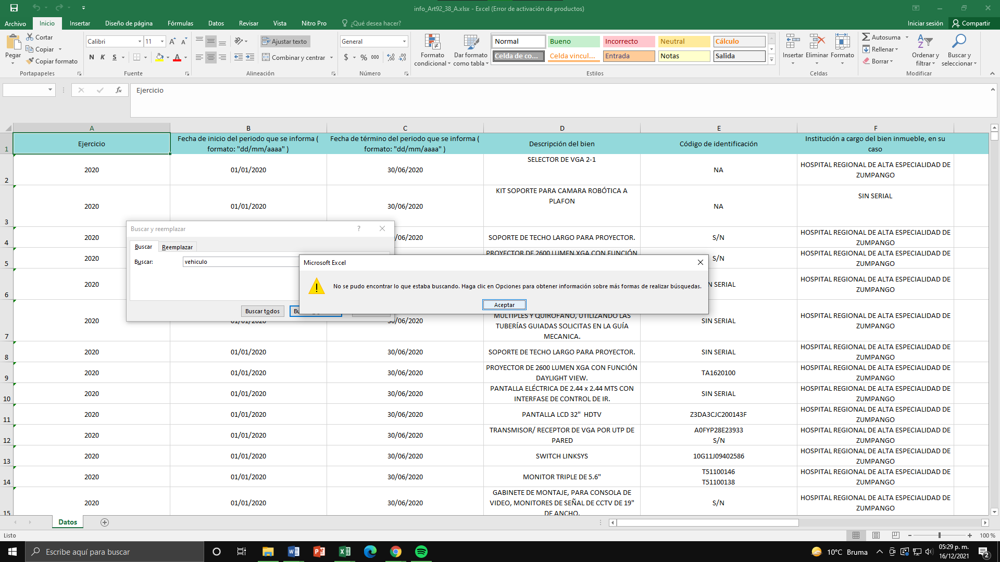 info_Art92_38_A.xlsx - Excel (Error de activación de productos)
Archivo Inicio Insertar Diseño de página Fórmulas Datos Revisar Vista Nitro Pro ¿Qué desea hacer? Iniciar sesión Compartir
Pegar
Cortar
Copiar
Copiar formato
Portapapeles
Calibri 11
N K S
Fuente
Ajustar texto
Combinar y centrar
Alineación
General
$ % 000
Número
Formato condicional
Dar formato como tabla
Normal Bueno Incorrecto Neutral Cálculo
Celda de co... Celda vincul... Entrada Notas Salida
Estilos
Insertar Eliminar Formato
Celdas
Autosuma
Rellenar
Borrar
Ordenar y filtrar
Buscar y seleccionar
Modificar
fx Ejercicio
A B C D E F
1 Ejercicio
Fecha de inicio del periodo que se informa (
formato: "dd/mm/aaaa" )
Fecha de término del periodo que se informa (
formato: "dd/mm/aaaa" )
Descripción del bien
Código de identificación
Institución a cargo del bien inmueble, en su
caso
2 2020 01/01/2020 30/06/2020
SELECTOR DE VGA 2-1
NA
HOSPITAL REGIONAL DE ALTA ESPECIALIDAD DE
ZUMPANGO
3 2020 01/01/2020 30/06/2020
KIT SOPORTE PARA CAMARA ROBÓTICA A
PLAFON
NA
SIN SERIAL
4 2020 /06/2020
SOPORTE DE TECHO LARGO PARA PROYECTOR.
S/N
HOSPITAL REGIONAL DE ALTA ESPECIALIDAD DE
ZUMPANGO
5 2020
PROYECTOR DE 2600 LUMEN XGA CON FUNCIÓN
S/N
HOSPITAL REGIONAL DE ALTA ESPECIALIDAD DE
ZUMPANGO
6 2020
N SERIAL
HOSPITAL REGIONAL DE ALTA ESPECIALIDAD DE
ZUMPANGO
7 2020 01/01/2020 30/06/2020
MULTIPLES Y QUIROFANO, UTILIZANDO LAS
TUBERÍAS GUIADAS SOLICITAS EN LA GUÍA
MECANICA.
SIN SERIAL
HOSPITAL REGIONAL DE ALTA ESPECIALIDAD DE
ZUMPANGO
8 2020 01/01/2020 30/06/2020
SOPORTE DE TECHO LARGO PARA PROYECTOR.
SIN SERIAL
HOSPITAL REGIONAL DE ALTA ESPECIALIDAD DE
ZUMPANGO
9 2020 01/01/2020 30/06/2020
PROYECTOR DE 2600 LUMEN XGA CON FUNCIÓN
DAYLIGHT VIEW.
TA1620100
HOSPITAL REGIONAL DE ALTA ESPECIALIDAD DE
ZUMPANGO
10 2020 01/01/2020 30/06/2020
PANTALLA ELÉCTRICA DE 2.44 x 2.44 MTS CON
INTERFASE DE CONTROL DE IR.
SIN SERIAL
HOSPITAL REGIONAL DE ALTA ESPECIALIDAD DE
ZUMPANGO
11 2020 01/01/2020 30/06/2020
PANTALLA LCD 32" HDTV
Z3DA3CJC200143F
HOSPITAL REGIONAL DE ALTA ESPECIALIDAD DE
ZUMPANGO
12 2020 01/01/2020 30/06/2020
TRANSMISOR/ RECEPTOR DE VGA POR UTP DE
PARED
A0FYP28E23933
S/N
HOSPITAL REGIONAL DE ALTA ESPECIALIDAD DE
ZUMPANGO
13 2020 01/01/2020 30/06/2020
SWITCH LINKSYS
10G11J09402586
HOSPITAL REGIONAL DE ALTA ESPECIALIDAD DE
ZUMPANGO
14 2020 01/01/2020 30/06/2020
MONITOR TRIPLE DE 5.6"
T51100146
T51100138
HOSPITAL REGIONAL DE ALTA ESPECIALIDAD DE
ZUMPANGO
15 2020 01/01/2020 30/06/2020
GABINETE DE MONTAJE, PARA CONSOLA DE
VIDEO, MONITORES DE SEÑAL DE CCTV DE 19"
DE ANCHO.
S/N
HOSPITAL REGIONAL DE ALTA ESPECIALIDAD DE
ZUMPANGO
Buscar y reemplazar ?
Buscar Reemplazar
Buscar: vehiculo
Buscar todos Bu
Microsoft Excel
No se pudo encontrar lo que estaba buscando. Haga clic en Opciones para obtener información sobre más formas de realizar búsquedas.
Aceptar
Datos
Listo
100 %
Escribe aquí para buscar
10°C Bruma
05:29 p. m.
16/12/2021
2